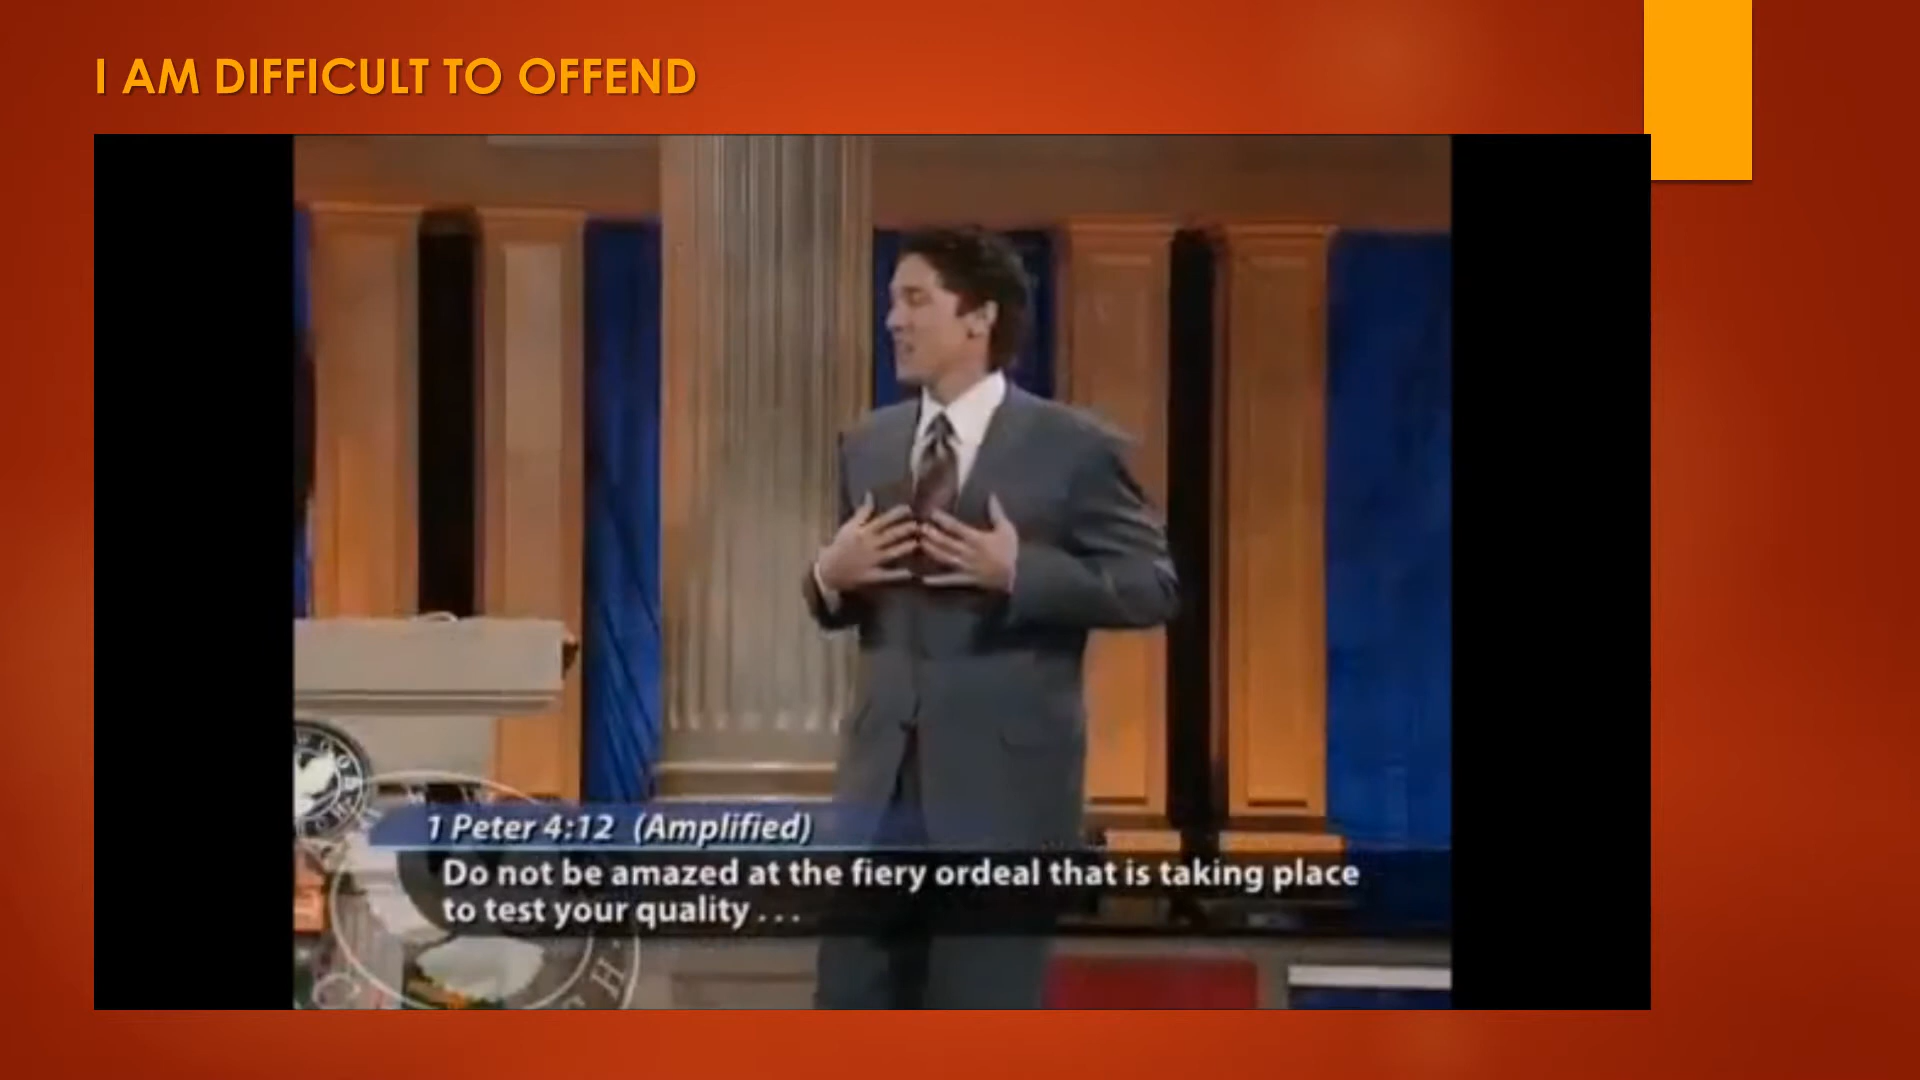 I AM DIFFICULT TO OFFEND
1 Peter 4:12 (Amplified)
Do not be amazed at the fiery ordeal that is taking place
to test your quality . . .